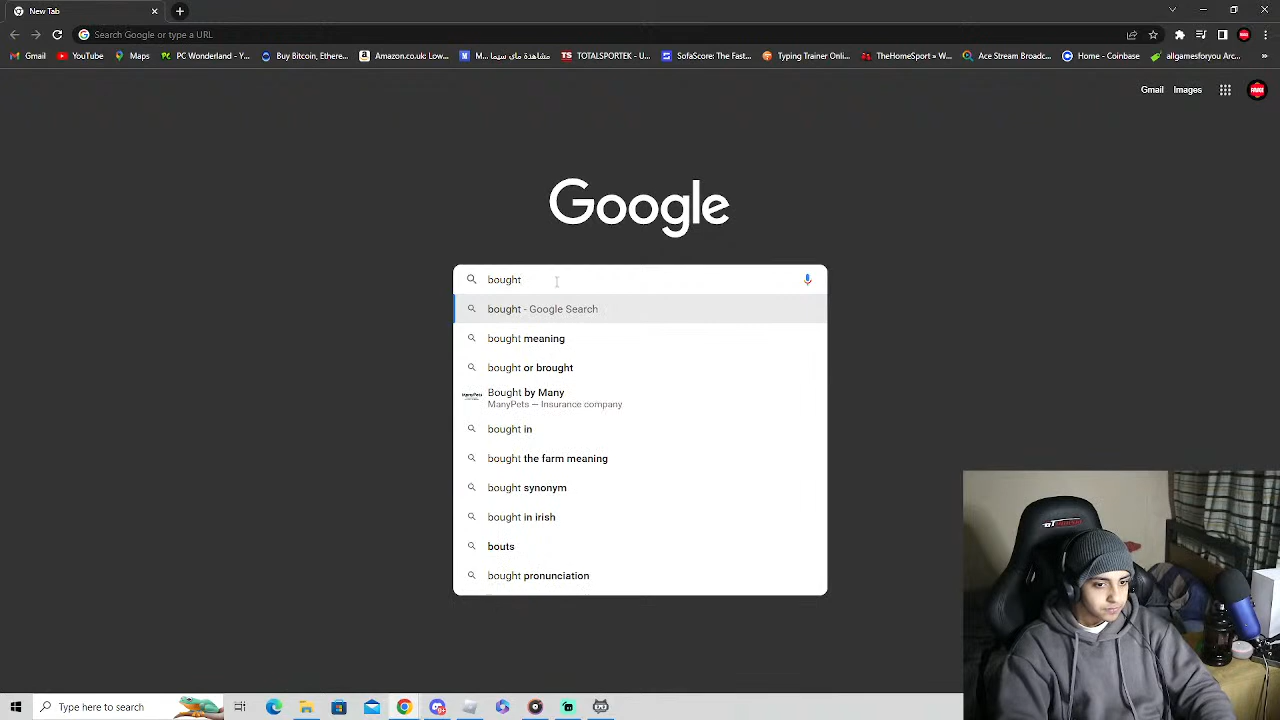 New Tab
Search Google or type a URL
Gmail
YouTube
Maps
PC Wonderland - Y...
Buy Bitcoin, Ethere...
Amazon.co.uk: Low...
M... مشاهدة ماي سيما
TOTALSPORTEK - U...
SofaScore: The Fast...
Typing Trainer Onli...
TheHomeSport – W...
Ace Stream Broadc...
Home - Coinbase
allgamesforyou Arc...
Gmail
Images
Google
bought
bought - Google Search
bought meaning
bought or brought
Bought by Many
ManyPets — Insurance company
bought in
bought the farm meaning
bought synonym
bought in irish
bouts
bought pronunciation
Type here to search